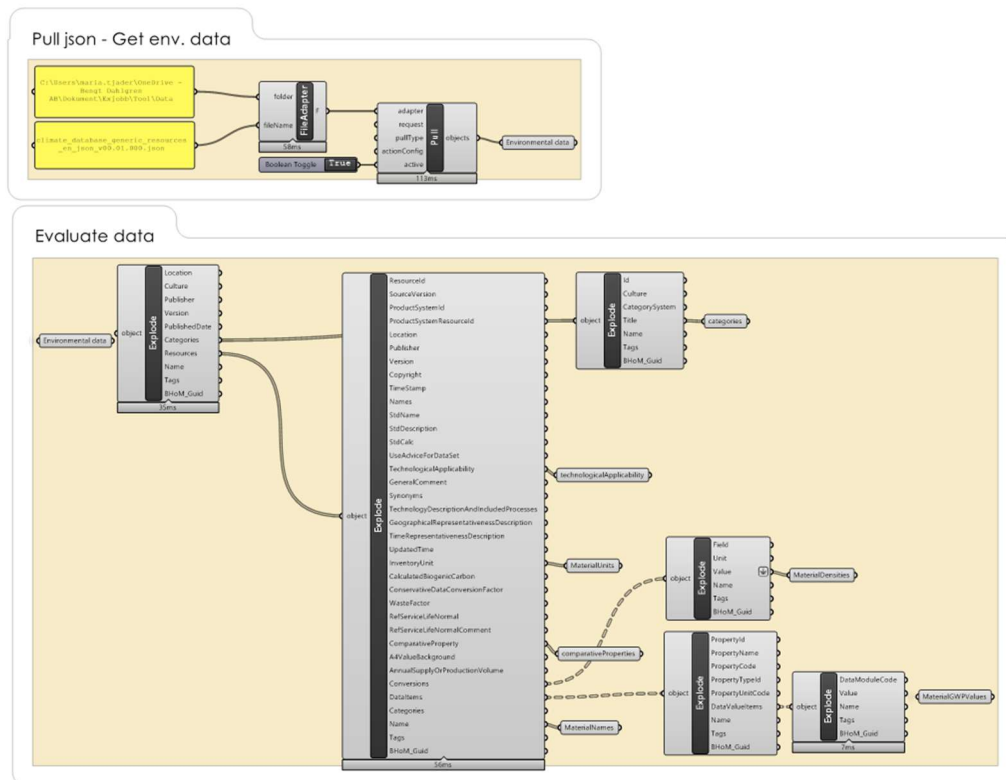 Pull json - Get env. data
C:\Users\maria.tjader\OneDrive -
Bengt Dahlgren
AB\Dokument\Exjobb\Tool\Data
climate_database_generic_resources
_en_json_v00.01.000.json
folder
fileName
FileAdapter
F
58ms
Boolean Toggle
True
adapter
request
pullType
actionConfig
active
Pull
objects
113ms
Environmental data
Evaluate data
Environmental data
object
Explode
Location
Culture
Publisher
Version
PublishedDate
Categories
Resources
Name
Tags
BHoM_Guid
35ms
object
Explode
ResourceId
SourceVersion
ProductSystemId
ProductSystemResourceId
Location
Publisher
Version
Copyright
TimeStamp
Names
StdName
StdDescription
StdCalc
UseAdviceForDataSet
TechnologicalApplicability
GeneralComment
Synonyms
TechnologyDescriptionAndIncludedProcesses
GeographicalRepresentativenessDescription
TimeRepresentativenessDescription
UpdatedTime
InventoryUnit
CalculatedBiogenicCarbon
ConservativeDataConversionFactor
WasteFactor
RefServiceLifeNormal
RefServiceLifeNormalComment
ComparativeProperty
A4ValueBackground
AnnualSupplyOrProductionVolume
Conversions
DataItems
Categories
Name
Tags
BHoM_Guid
56ms
object
Explode
Id
Culture
CategorySystem
Title
Name
Tags
BHoM_Guid
categories
technologicalApplicability
MaterialUnits
comparativeProperties
MaterialNames
object
Explode
Field
Unit
Value
Name
Tags
BHoM_Guid
MaterialDensities
object
Explode
PropertyId
PropertyName
PropertyCode
PropertyTypeId
PropertyUnitCode
DataValueItems
Name
Tags
BHoM_Guid
object
Explode
DataModuleCode
Value
Name
Tags
BHoM_Guid
7ms
MaterialGWPValues